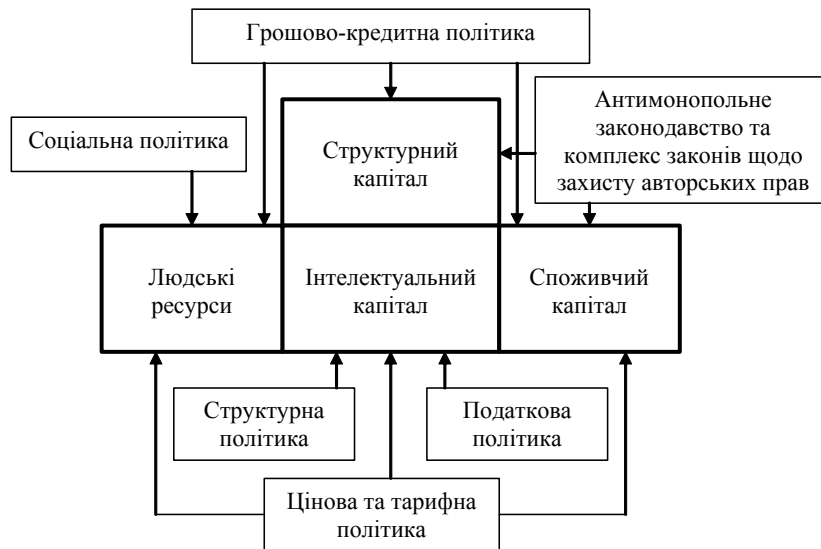 Грошово-кредитна політика
Соціальна політика
Антимонопольне
законодавство та
комплекс законів щодо
захисту авторських прав
Структурний
капітал
Людські
ресурси
Інтелектуальний
капітал
Споживчий
капітал
Структурна
політика
Податкова
політика
Цінова та тарифна
політика